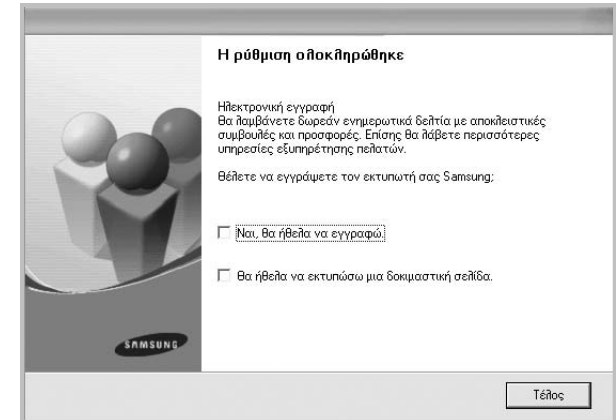 Η ρύθμιση ολοκληρώθηκε
Ηλεκτρονική εγγραφή
Θα λαμβάνετε δωρεάν ενημερωτικά δελτία με αποκλειστικές
συμβουλές και προσφορές. Επίσης θα λάβετε περισσότερες
υπηρεσίες εξυπηρέτησης πελατών.
Θέλετε να εγγράψετε τον εκτυπωτή σας Samsung;
Ναι, θα ήθελα να εγγραφώ.
Θα ήθελα να εκτυπώσω μια δοκιμαστική σελίδα.
SAMSUNG
Τέλος